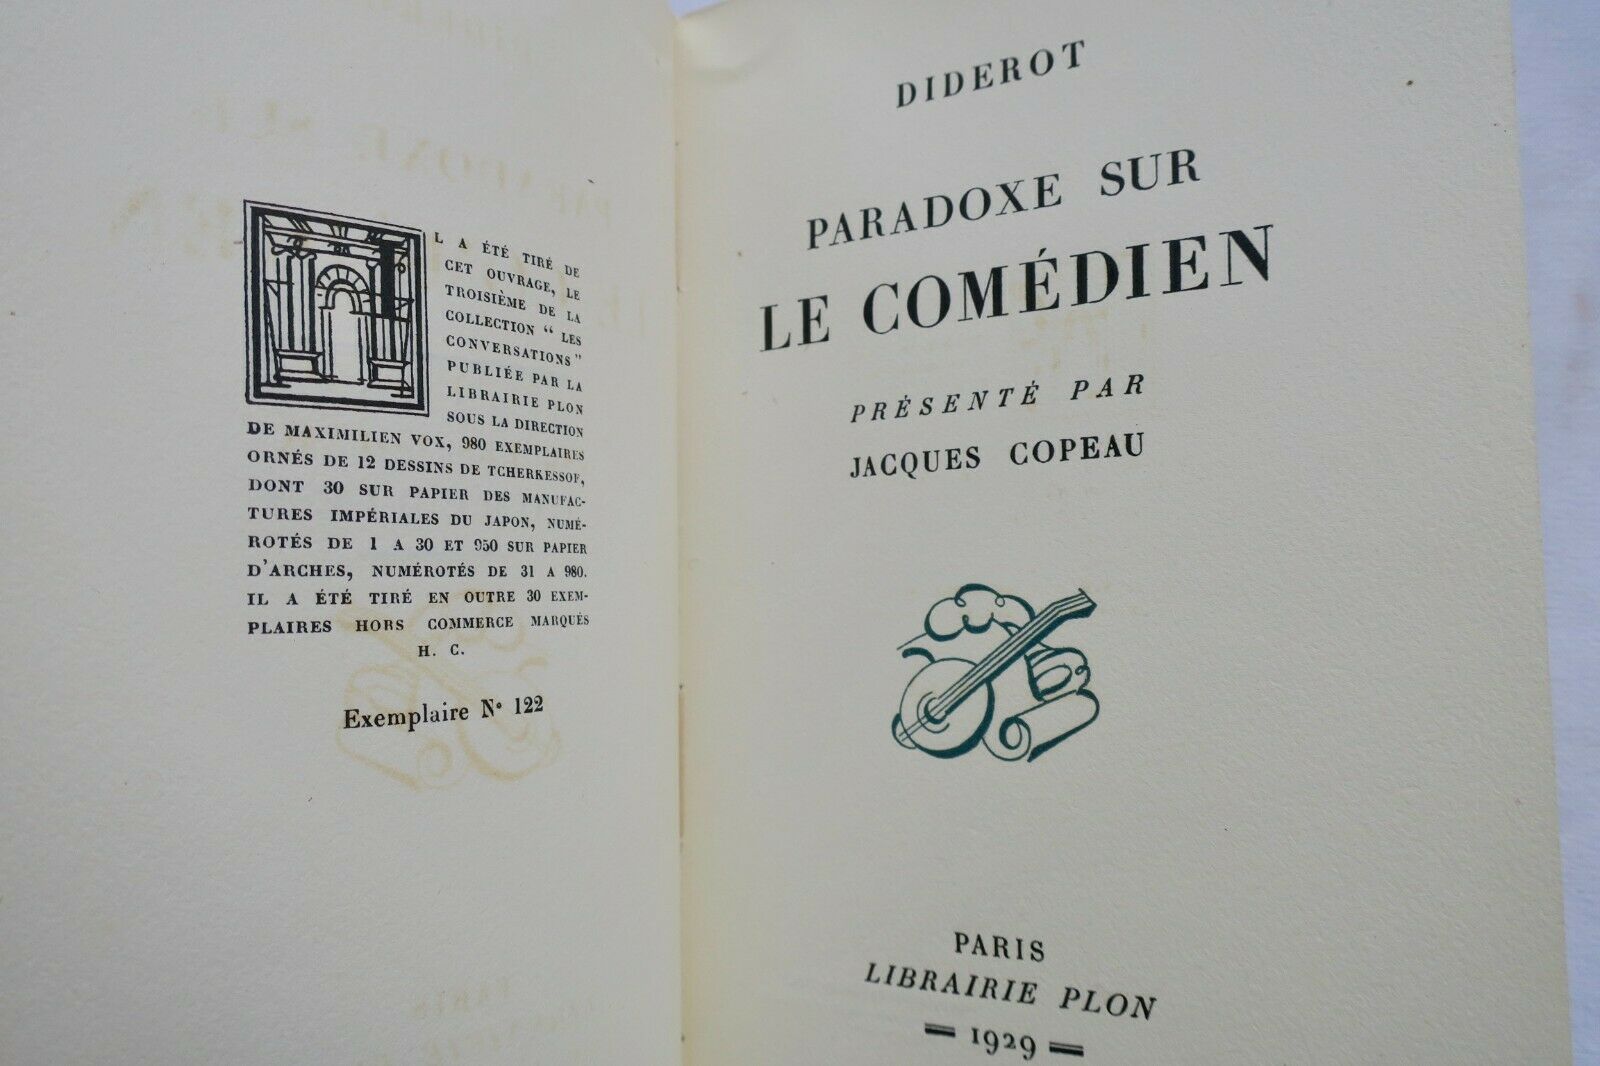 IL A ÉTÉ TIRÉ DE
CET OUVRAGE, LE
TROISIÈME DE LA
COLLECTION “ LES
CONVERSATIONS”
PUBLIÉE PAR LA
LIBRAIRIE PLON
SOUS LA DIRECTION
DE MAXIMILIEN VOX, 980 EXEMPLAIRES
ORNÉS DE 12 DESSINS DE TCHERKESSOF,
DONT 30 SUR PAPIER DES MANUFAC-
TURES IMPÉRIALES DU JAPON, NUMÉ-
ROTÉS DE 1 A 30 ET 950 SUR PAPIER
D'ARCHES, NUMÉROTÉS DE 31 A 980.
IL A ÉTÉ TIRÉ EN OUTRE 30 EXEM-
PLAIRES HORS COMMERCE MARQUÉS
H. C.
Exemplaire N° 122
DIDEROT
PARADOXE SUR
LE COMÉDIEN
PRÉSENTÉ PAR
JACQUES COPEAU
PARIS
LIBRAIRIE PLON
1929